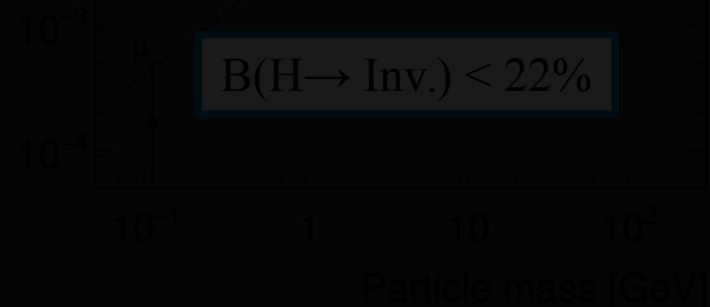 10⁻³
μ
B(H→ Inv.) < 22%
10⁻⁴
10⁻¹ 1 10 10²
Particle mass [GeV]